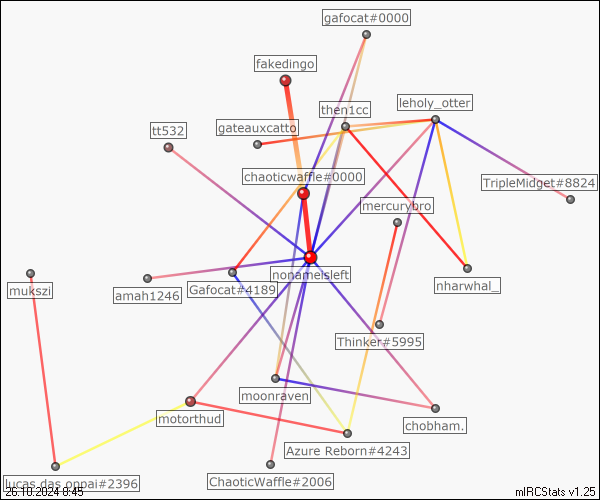 gafocat#0000
fakedingo
leholy_otter
then1cc
tt532
gateauxcatto
chaoticwaffle#0000
TripleMidget#8824
mercurybro
nonameisleft
nharwhal_
Gafocat#4189
amah1246
mukszi
Thinker#5995
moonraven
chobham.
motorthud
Azure Reborn#4243
ChaoticWaffle#2006
lucas.das.oppai#2396
26.10.2024 8:45
mIRCStats v1.25